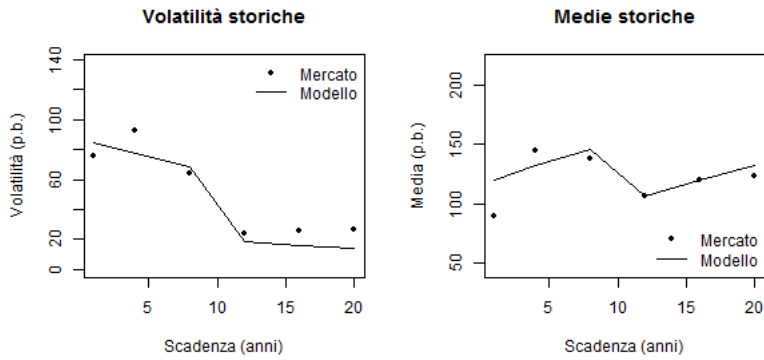 Volatilità storiche
Volatilità (p.b.)
140
100
60
20
0
Mercato
Modello
5
10
15
20
Scadenza (anni)
Medie storiche
Media (p.b.)
200
150
100
50
Mercato
Modello
5
10
15
20
Scadenza (anni)